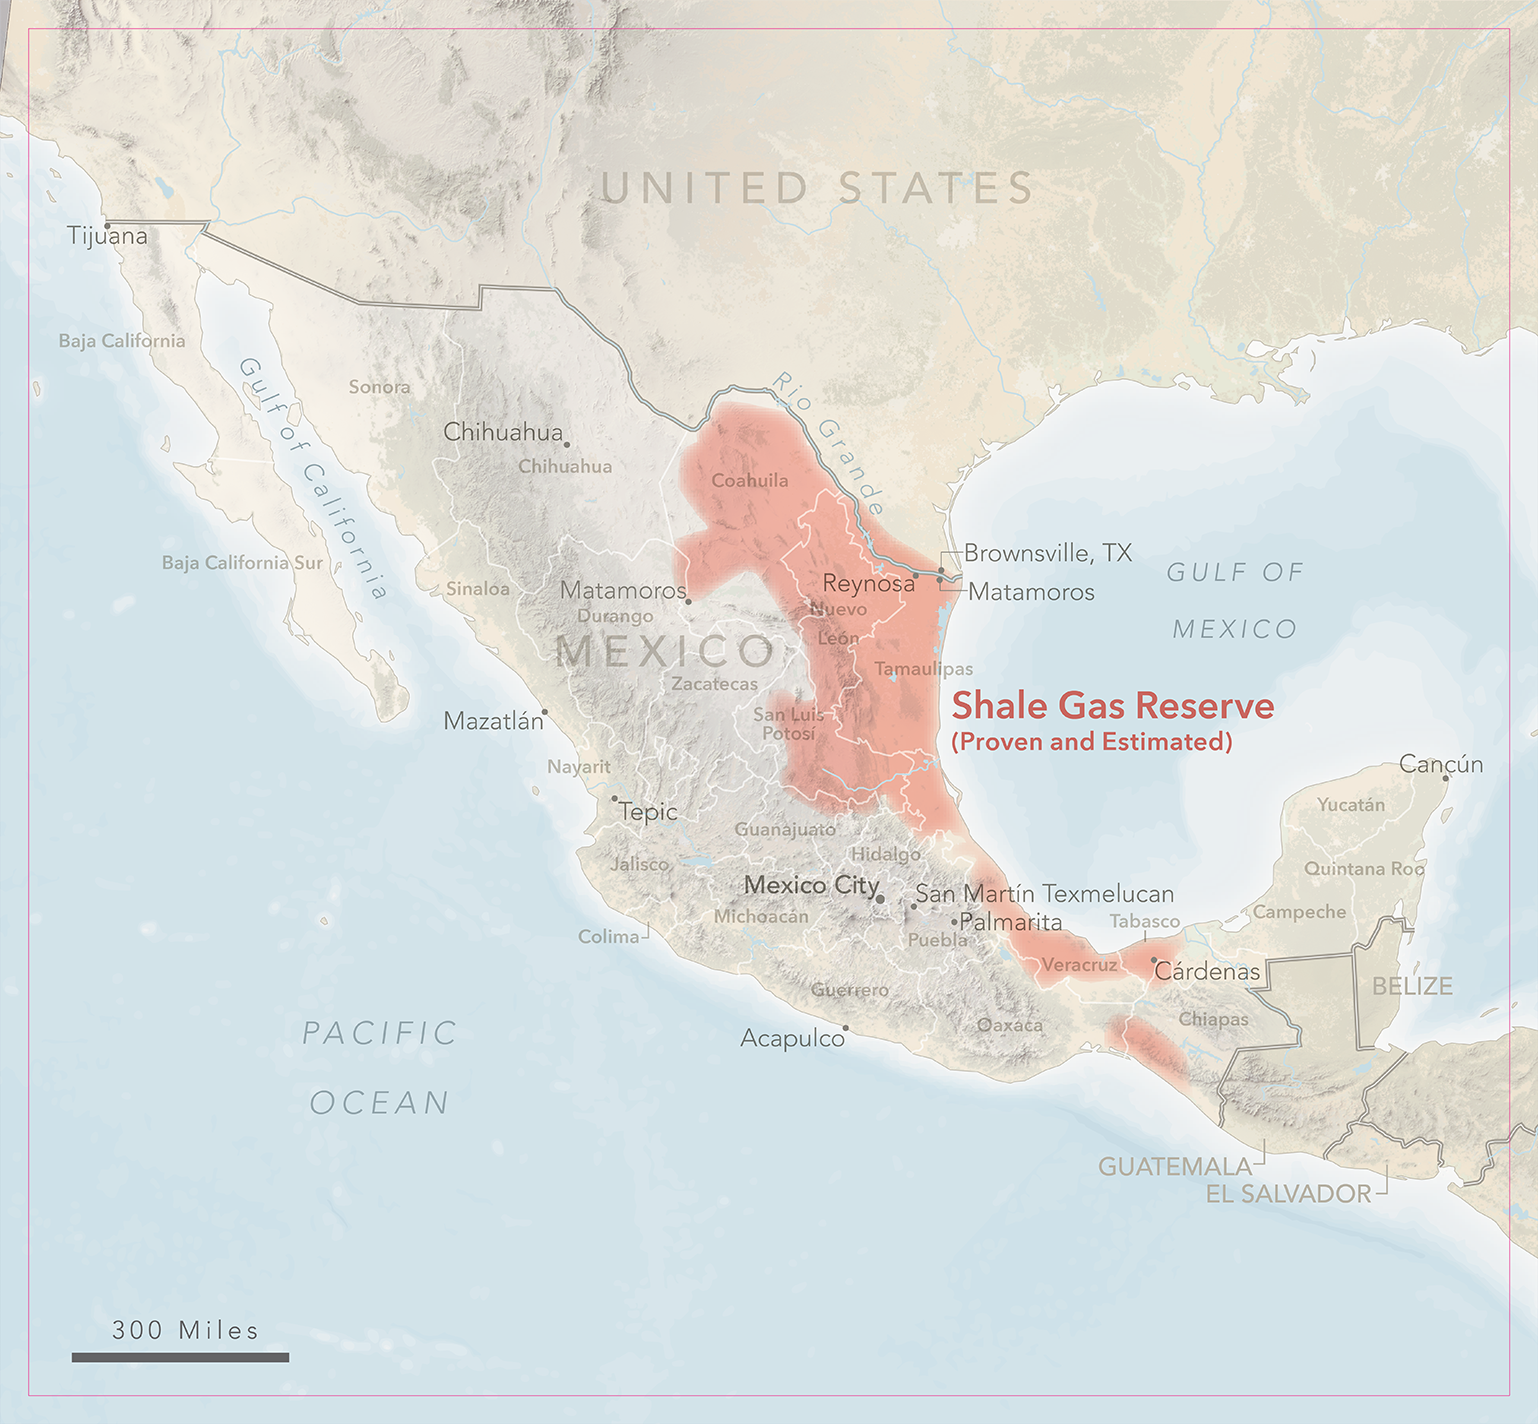 UNITED STATES
Tijuana
Baja California
Gulf of California
Sonora
Rio Grande
Chihuahua
Chihuahua
Coahuila
Baja California Sur
Sinaloa
Brownsville, TX
Reynosa
Matamoros
GULF OF
MEXICO
Matamoros
Durango
Nuevo
León
MEXICO
Tamaulipas
Zacatecas
Shale Gas Reserve
(Proven and Estimated)
Mazatlán
San Luis
Potosí
Nayarit
Cancún
Tepic
Yucatán
Guanajuato
Hidalgo
Jalisco
Quintana Roo
Mexico City
San Martín Texmelucan
Michoacán
Palmarita
Tabasco
Campeche
Colima
Puebla
Veracruz
Cárdenas
Guerrero
BELIZE
Oaxaca
Chiapas
PACIFIC
OCEAN
Acapulco
GUATEMALA
EL SALVADOR
300 Miles